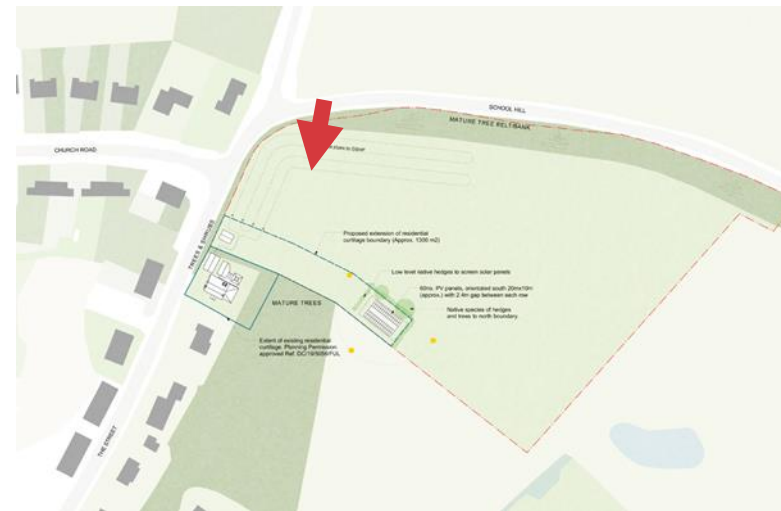 SCHOOL HILL
MATURE TREE BELT/BANK
CHURCH ROAD
TREES & SHRUBS
Proposed extension of residential
curtilage boundary (Approx. 1300 m2)
Low level native hedges to screen solar panels
60no. PV panels, orientated south 20mx10m
(approx.) with 2.4m gap between each row
Native species of hedges
and trees to north boundary
MATURE TREES
Extent of existing residential
curtilage. Planning Permission
approved Ref:
THE STREET